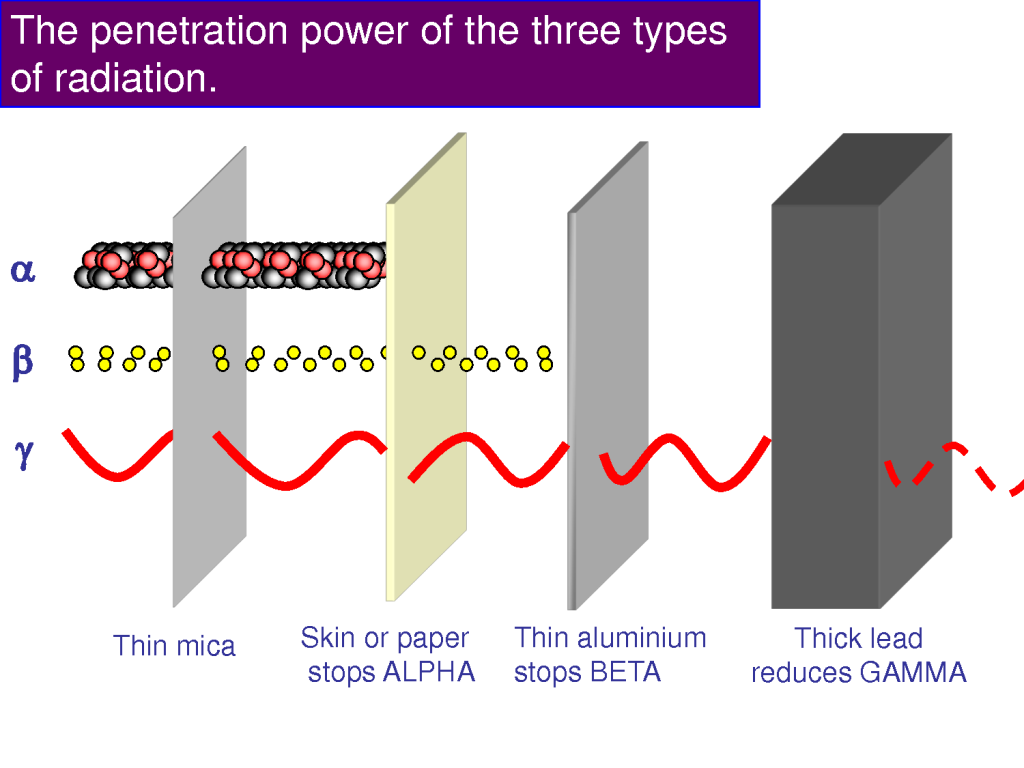 The penetration power of the three types
of radiation.
α
β
γ
Thin mica
Skin or paper
stops ALPHA
Thin aluminium
stops BETA
Thick lead
reduces GAMMA